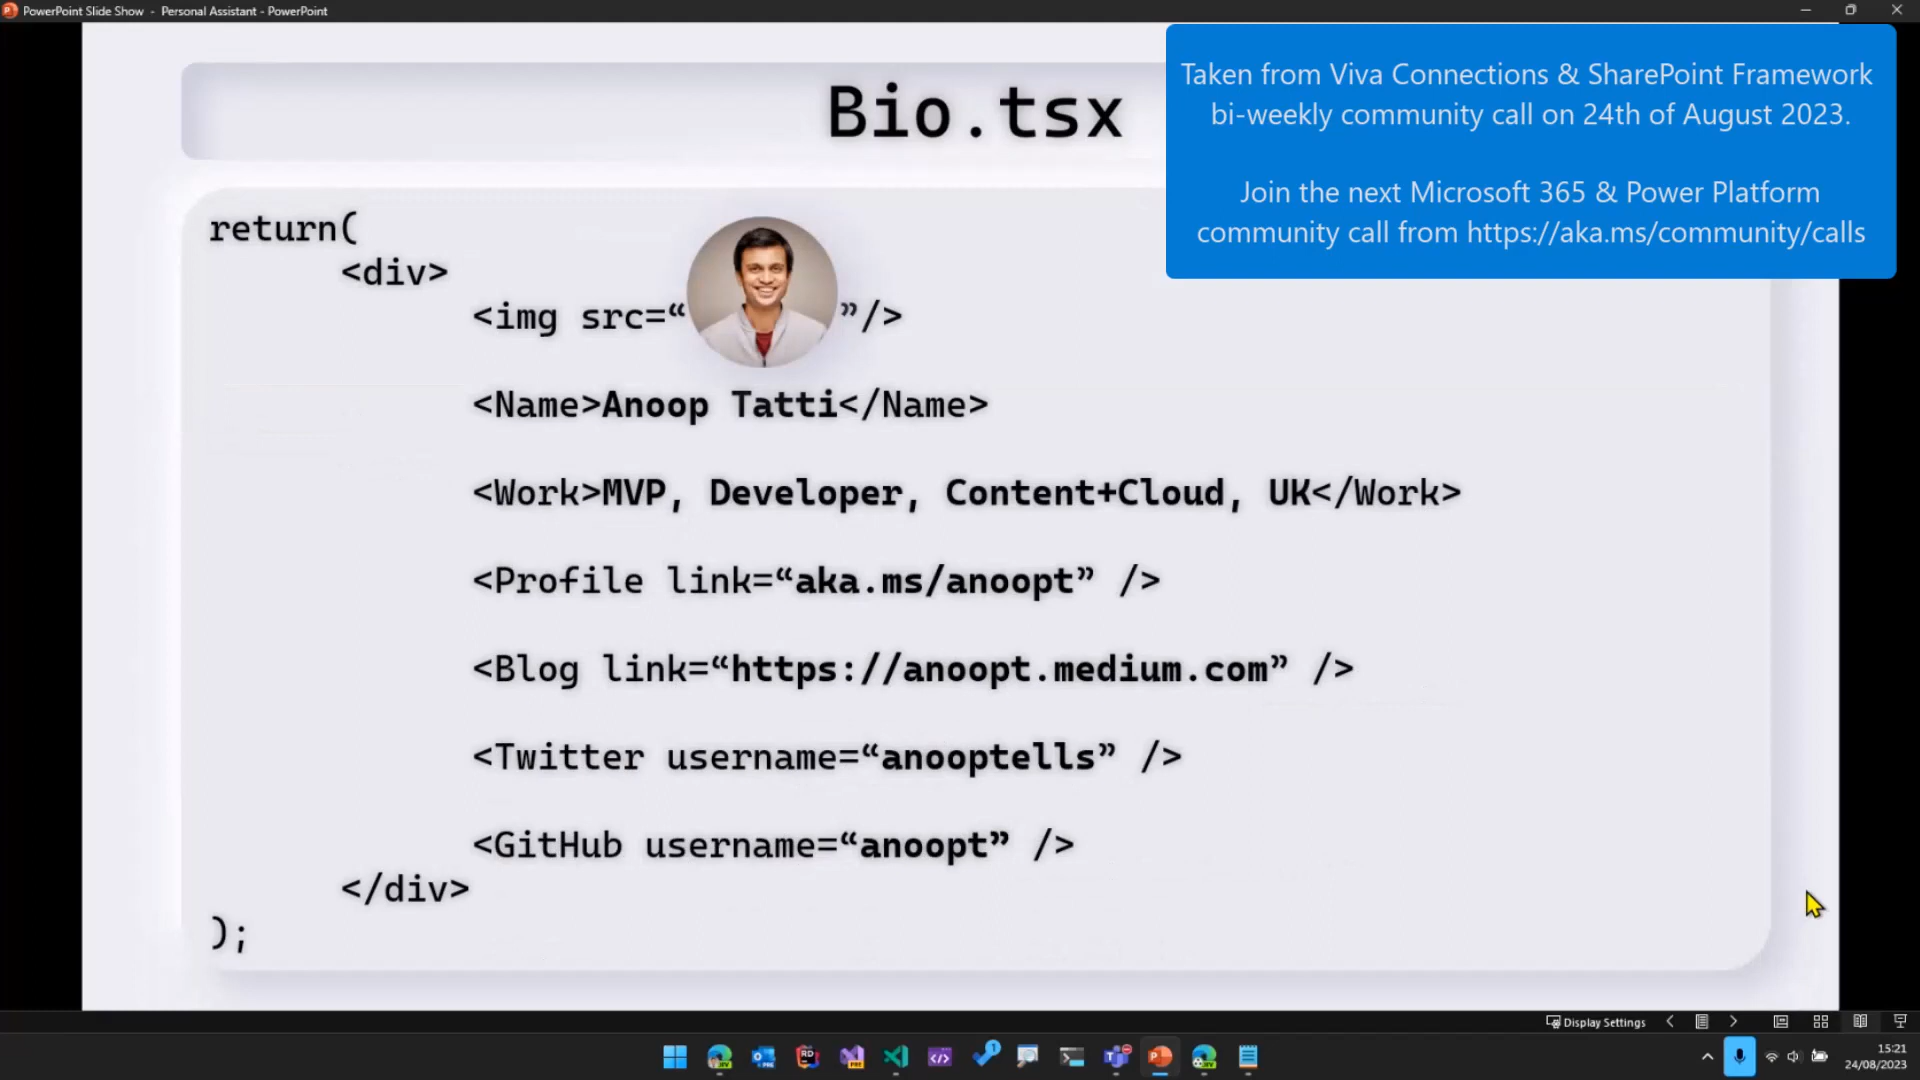 PowerPoint Slide Show - Personal Assistant - PowerPoint
Taken from Viva Connections & SharePoint Framework
bi-weekly community call on 24th of August 2023.
Join the next Microsoft 365 & Power Platform
community call from https://aka.ms/community/calls
Bio.tsx
return(
<div>
<img src=“ ”/>
<Name>Anoop Tatti</Name>
<Work>MVP, Developer, Content+Cloud, UK</Work>
<Profile link=“aka.ms/anoopt” />
<Blog link=“https://anoopt.medium.com” />
<Twitter username=“anooptells” />
<GitHub username=“anoopt” />
</div>
);
Display Settings
15:21
24/08/2023